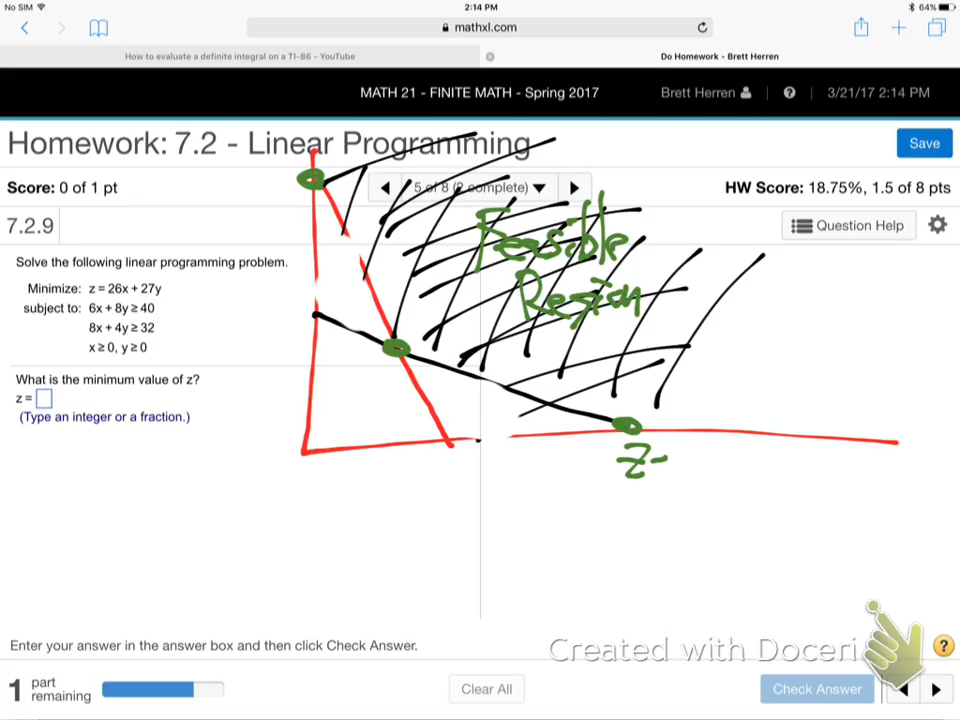 No SIM 2:14 PM 64%
mathxl.com
How to evaluate a definite integral on a TI-86 - YouTube Do Homework - Brett Herren
MATH 21 - FINITE MATH - Spring 2017 Brett Herren ? 3/21/17 2:14 PM
Homework: 7.2 - Linear Programming Save
Score: 0 of 1 pt 5 of 8 (2 complete) HW Score: 18.75%, 1.5 of 8 pts
7.2.9 Question Help
Solve the following linear programming problem.
Minimize: z = 26x + 27y
subject to: 6x + 8y ≥ 40
8x + 4y ≥ 32
x ≥ 0, y ≥ 0
Feasible
Region
What is the minimum value of z?
z =
(Type an integer or a fraction.)
Z-
Enter your answer in the answer box and then click Check Answer.
Created with Doceri
?
1 part remaining Clear All Check Answer